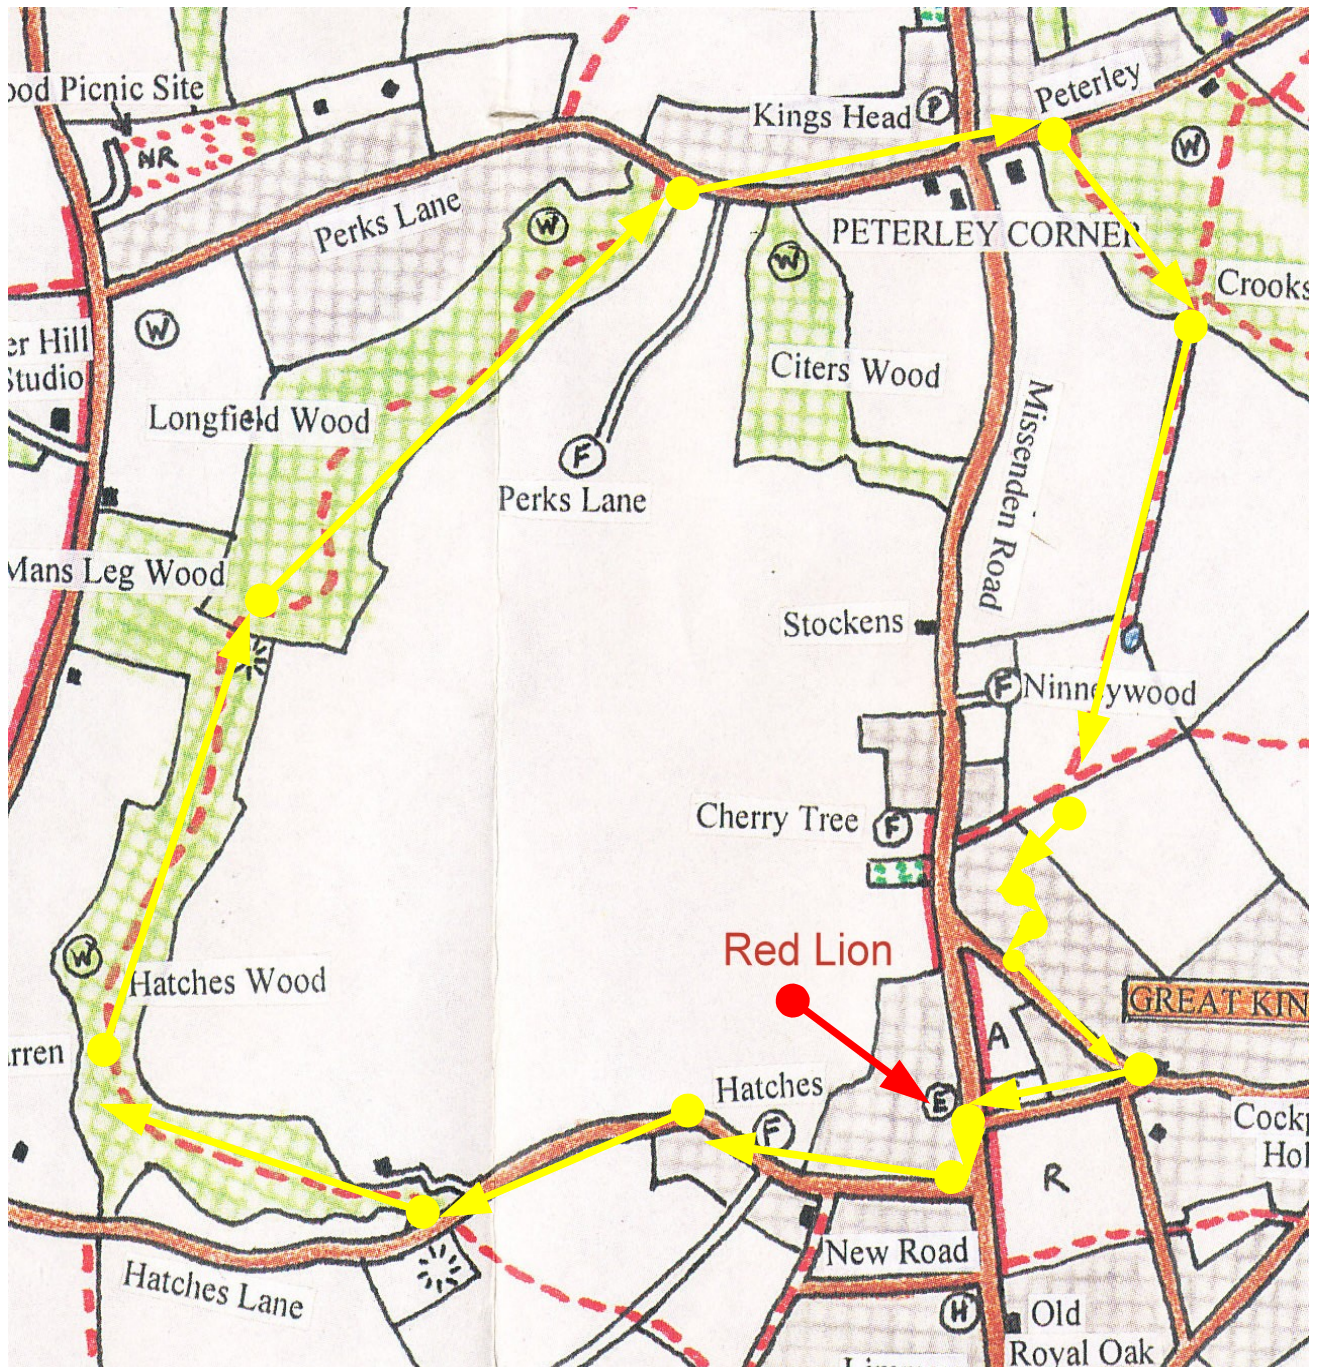 ood Picnic Site
NR
Kings Head
P
Peterley
W
Perks Lane
W
PETERLEY CORNER
W
Crooks
W
er Hill
Studio
Longfield Wood
Citers Wood
Missenden Road
F
Perks Lane
Mans Leg Wood
Stockens
F
Ninneywood
Cherry Tree
F
Red Lion
W
Hatches Wood
GREAT KIN
A
rren
Hatches
E
F
Cockp
Hol
R
New Road
Hatches Lane
H
Old
Royal Oak